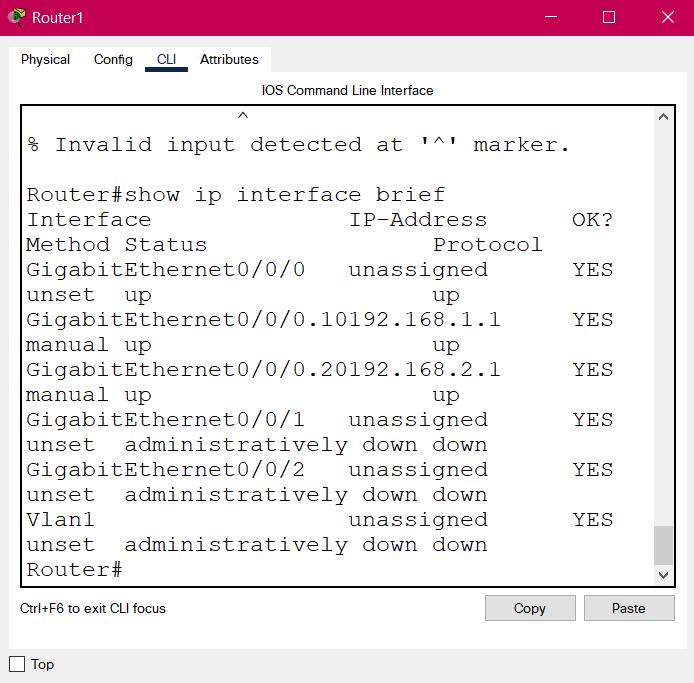 Router1
Physical Config CLI Attributes
IOS Command Line Interface
^
% Invalid input detected at '^' marker.
Router#show ip interface brief
Interface IP-Address OK?
Method Status Protocol
GigabitEthernet0/0/0 unassigned YES
unset up up
GigabitEthernet0/0/0.10192.168.1.1 YES
manual up up
GigabitEthernet0/0/0.20192.168.2.1 YES
manual up up
GigabitEthernet0/0/1 unassigned YES
unset administratively down down
GigabitEthernet0/0/2 unassigned YES
unset administratively down down
Vlan1 unassigned YES
unset administratively down down
Router#
Ctrl+F6 to exit CLI focus Copy Paste
Top